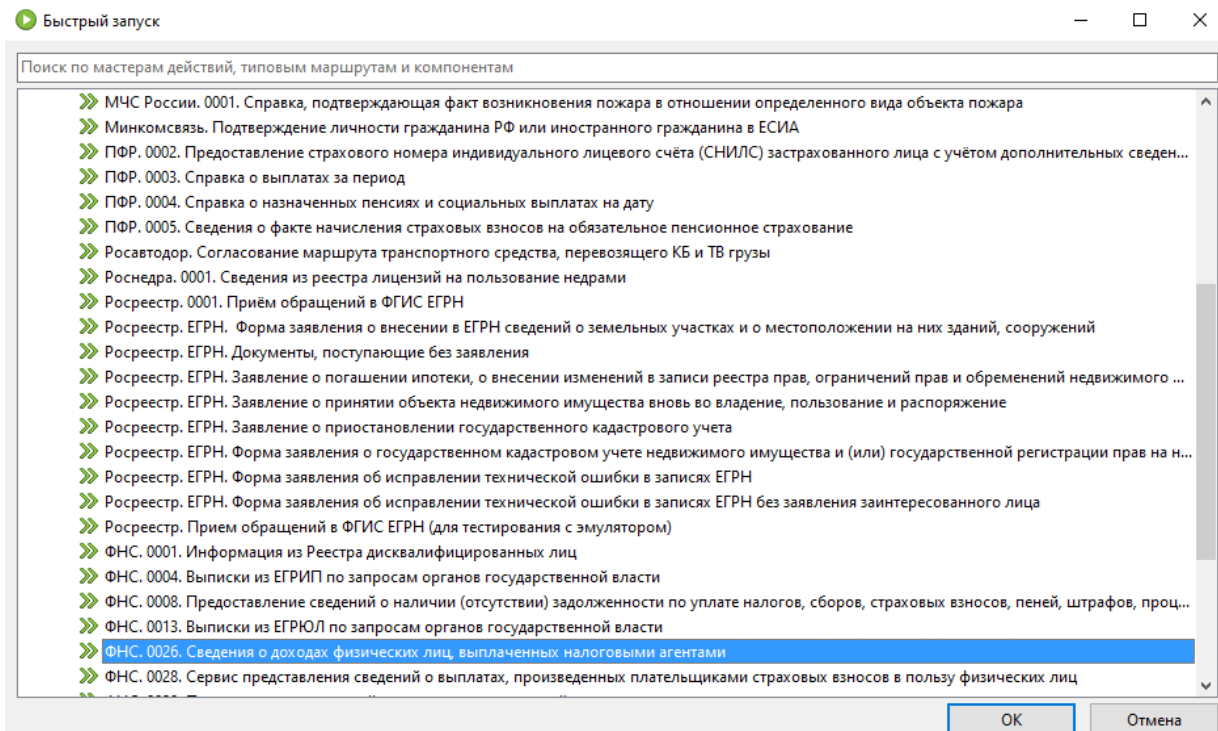 Быстрый запуск
Поиск по мастерам действий, типовым маршрутам и компонентам
МЧС России. 0001. Справка, подтверждающая факт возникновения пожара в отношении определенного вида объекта пожара
Минкомсвязь. Подтверждение личности гражданина РФ или иностранного гражданина в ЕСИА
ПФР. 0002. Предоставление страхового номера индивидуального лицевого счёта (СНИЛС) застрахованного лица с учётом дополнительных сведен...
ПФР. 0003. Справка о выплатах за период
ПФР. 0004. Справка о назначенных пенсиях и социальных выплатах на дату
ПФР. 0005. Сведения о факте начисления страховых взносов на обязательное пенсионное страхование
Росавтодор. Согласование маршрута транспортного средства, перевозящего КБ и ТВ грузы
Роснедра. 0001. Сведения из реестра лицензий на пользование недрами
Росреестр. 0001. Приём обращений в ФГИС ЕГРН
Росреестр. ЕГРН.  Форма заявления о внесении в ЕГРН сведений о земельных участках и о местоположении на них зданий, сооружений
Росреестр. ЕГРН. Документы, поступающие без заявления
Росреестр. ЕГРН. Заявление о погашении ипотеки, о внесении изменений в записи реестра прав, ограничений прав и обременений недвижимого ...
Росреестр. ЕГРН. Заявление о принятии объекта недвижимого имущества вновь во владение, пользование и распоряжение
Росреестр. ЕГРН. Заявление о приостановлении государственного кадастрового учета
Росреестр. ЕГРН. Форма заявления о государственном кадастровом учете недвижимого имущества и (или) государственной регистрации прав на н...
Росреестр. ЕГРН. Форма заявления об исправлении технической ошибки в записях ЕГРН
Росреестр. ЕГРН. Форма заявления об исправлении технической ошибки в записях ЕГРН без заявления заинтересованного лица
Росреестр. Прием обращений в ФГИС ЕГРН (для тестирования с эмулятором)
ФНС. 0001. Информация из Реестра дисквалифицированных лиц
ФНС. 0004. Выписки из ЕГРИП по запросам органов государственной власти
ФНС. 0008. Предоставление сведений о наличии (отсутствии) задолженности по уплате налогов, сборов, страховых взносов, пеней, штрафов, проц...
ФНС. 0013. Выписки из ЕГРЮЛ по запросам органов государственной власти
ФНС. 0026. Сведения о доходах физических лиц, выплаченных налоговыми агентами
ФНС. 0028. Сервис представления сведений о выплатах, произведенных плательщиками страховых взносов в пользу физических лиц
ОК
Отмена